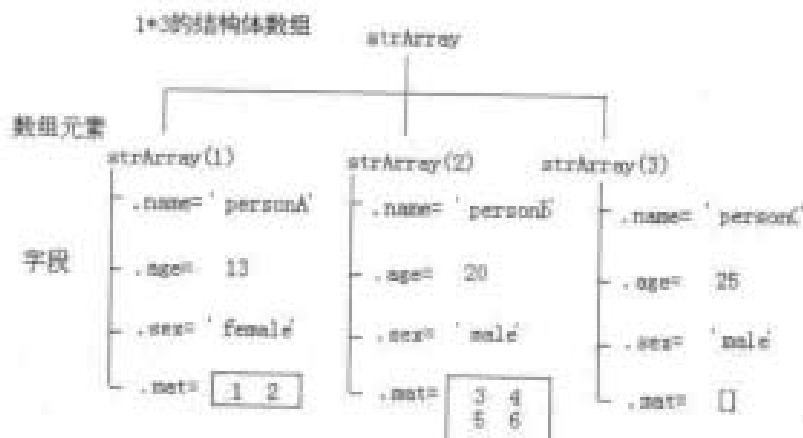 1*3的结构体数组
strArray
数组元素
strArray(1) strArray(2) strArray(3)
.name= 'personA' .name= 'personb' .name= 'personC'
字段
.age= 13 .age= 20 .age= 25
.sex= 'female' .sex= 'male' .sex= 'male'
.mat= 1 2 .mat= 3 4 .mat= []
5 6